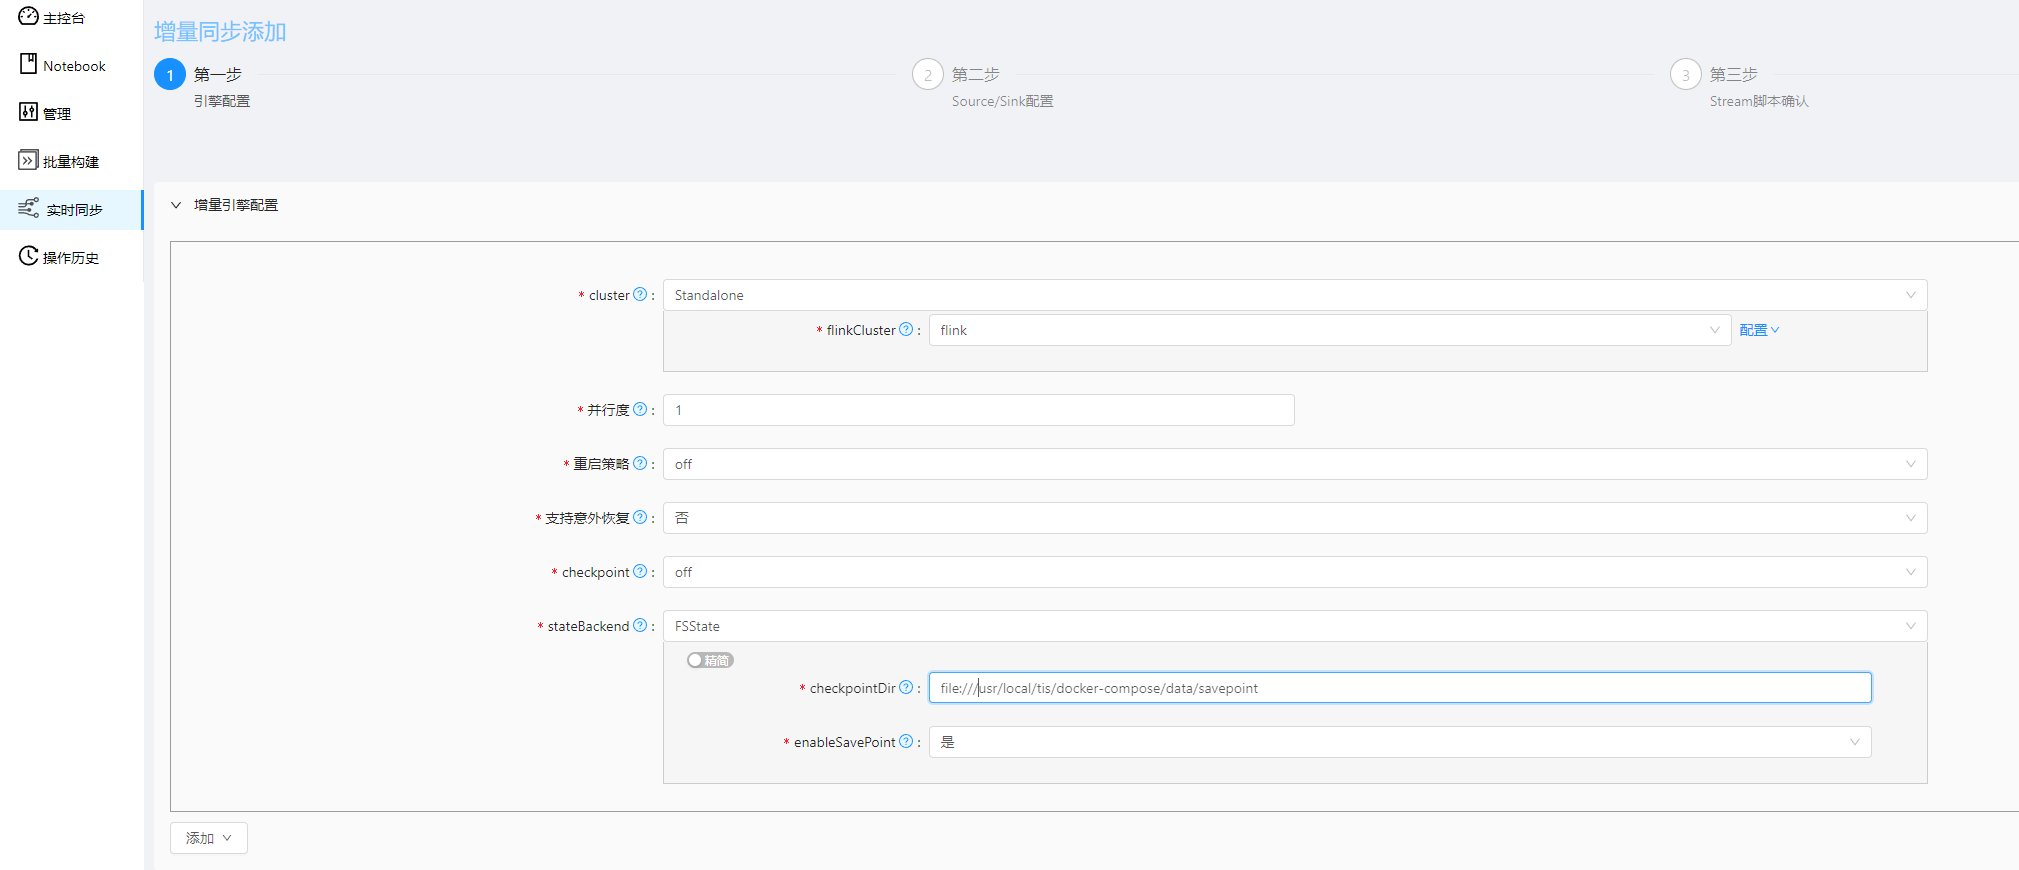 主控台
Notebook
管理
批量构建
实时同步
操作历史
增量同步添加
1 第一步
引擎配置
2 第二步
Source/Sink配置
3 第三步
Stream脚本确认
增量引擎配置
* cluster ? : Standalone
* flinkCluster ? : flink 配置
* 并行度 ? : 1
* 重启策略 ? : off
* 支持意外恢复 ? : 否
* checkpoint ? : off
* stateBackend ? : FSState
精简
* checkpointDir ? : file:///usr/local/tis/docker-compose/data/savepoint
* enableSavePoint ? : 是
添加